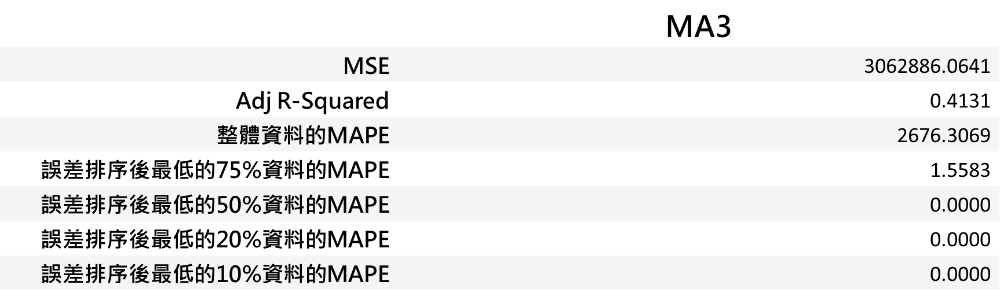 MA3
MSE 3062886.0641
Adj R-Squared 0.4131
整體資料的MAPE 2676.3069
誤差排序後最低的75%資料的MAPE 1.5583
誤差排序後最低的50%資料的MAPE 0.0000
誤差排序後最低的20%資料的MAPE 0.0000
誤差排序後最低的10%資料的MAPE 0.0000